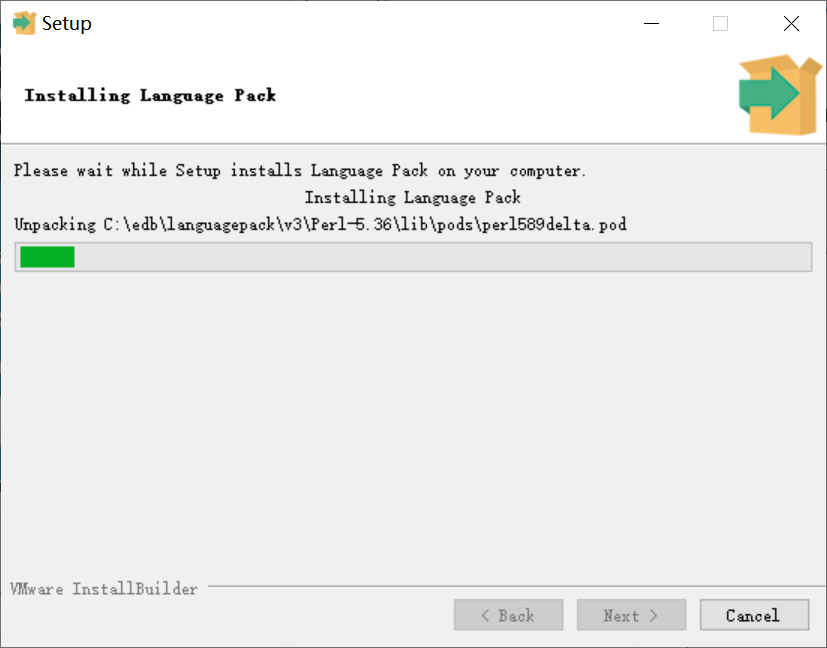 Setup
Installing Language Pack
Please wait while Setup installs Language Pack on your computer.
Installing Language Pack
Unpacking C:\edb\languagepack\v3\Perl-5.36\lib\pods\perl589delta.pod
VMware InstallBuilder
< Back
Next >
Cancel